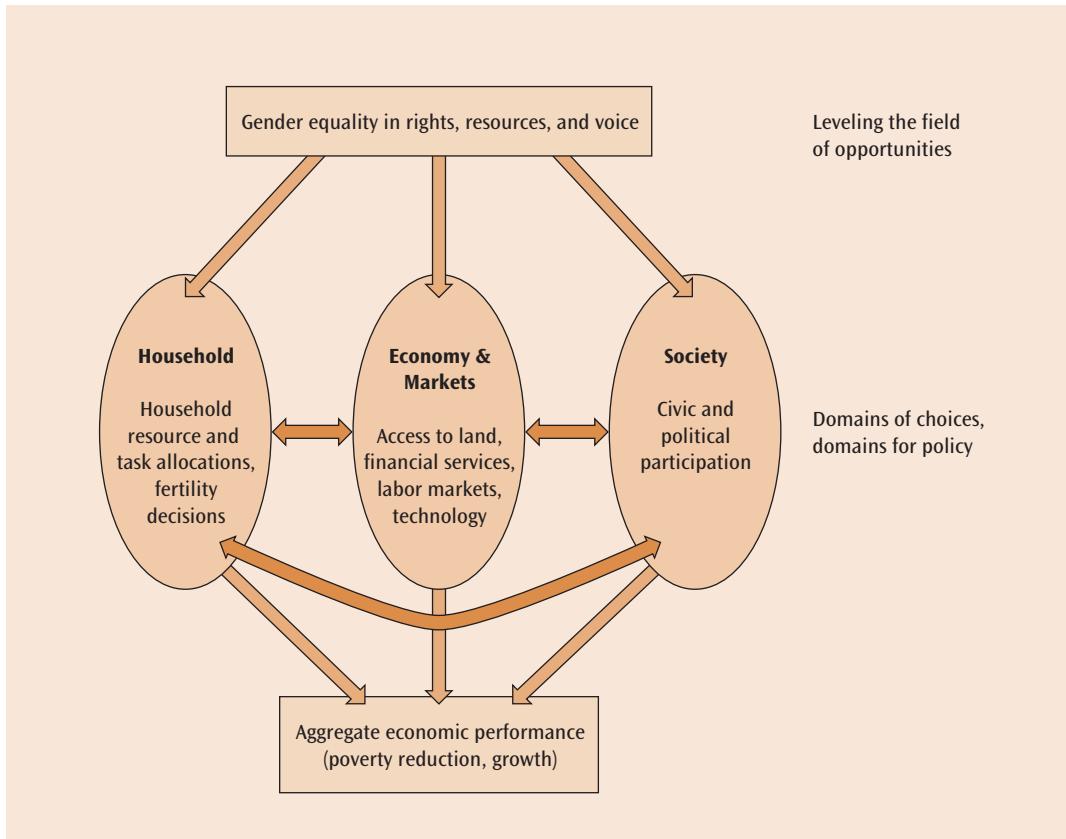 Gender equality in rights, resources, and voice
Leveling the field
of opportunities
Household
Household
resource and
task allocations,
fertility
decisions
Economy &
Markets
Access to land,
financial services,
labor markets,
technology
Society
Civic and
political
participation
Domains of choices,
domains for policy
Aggregate economic performance
(poverty reduction, growth)